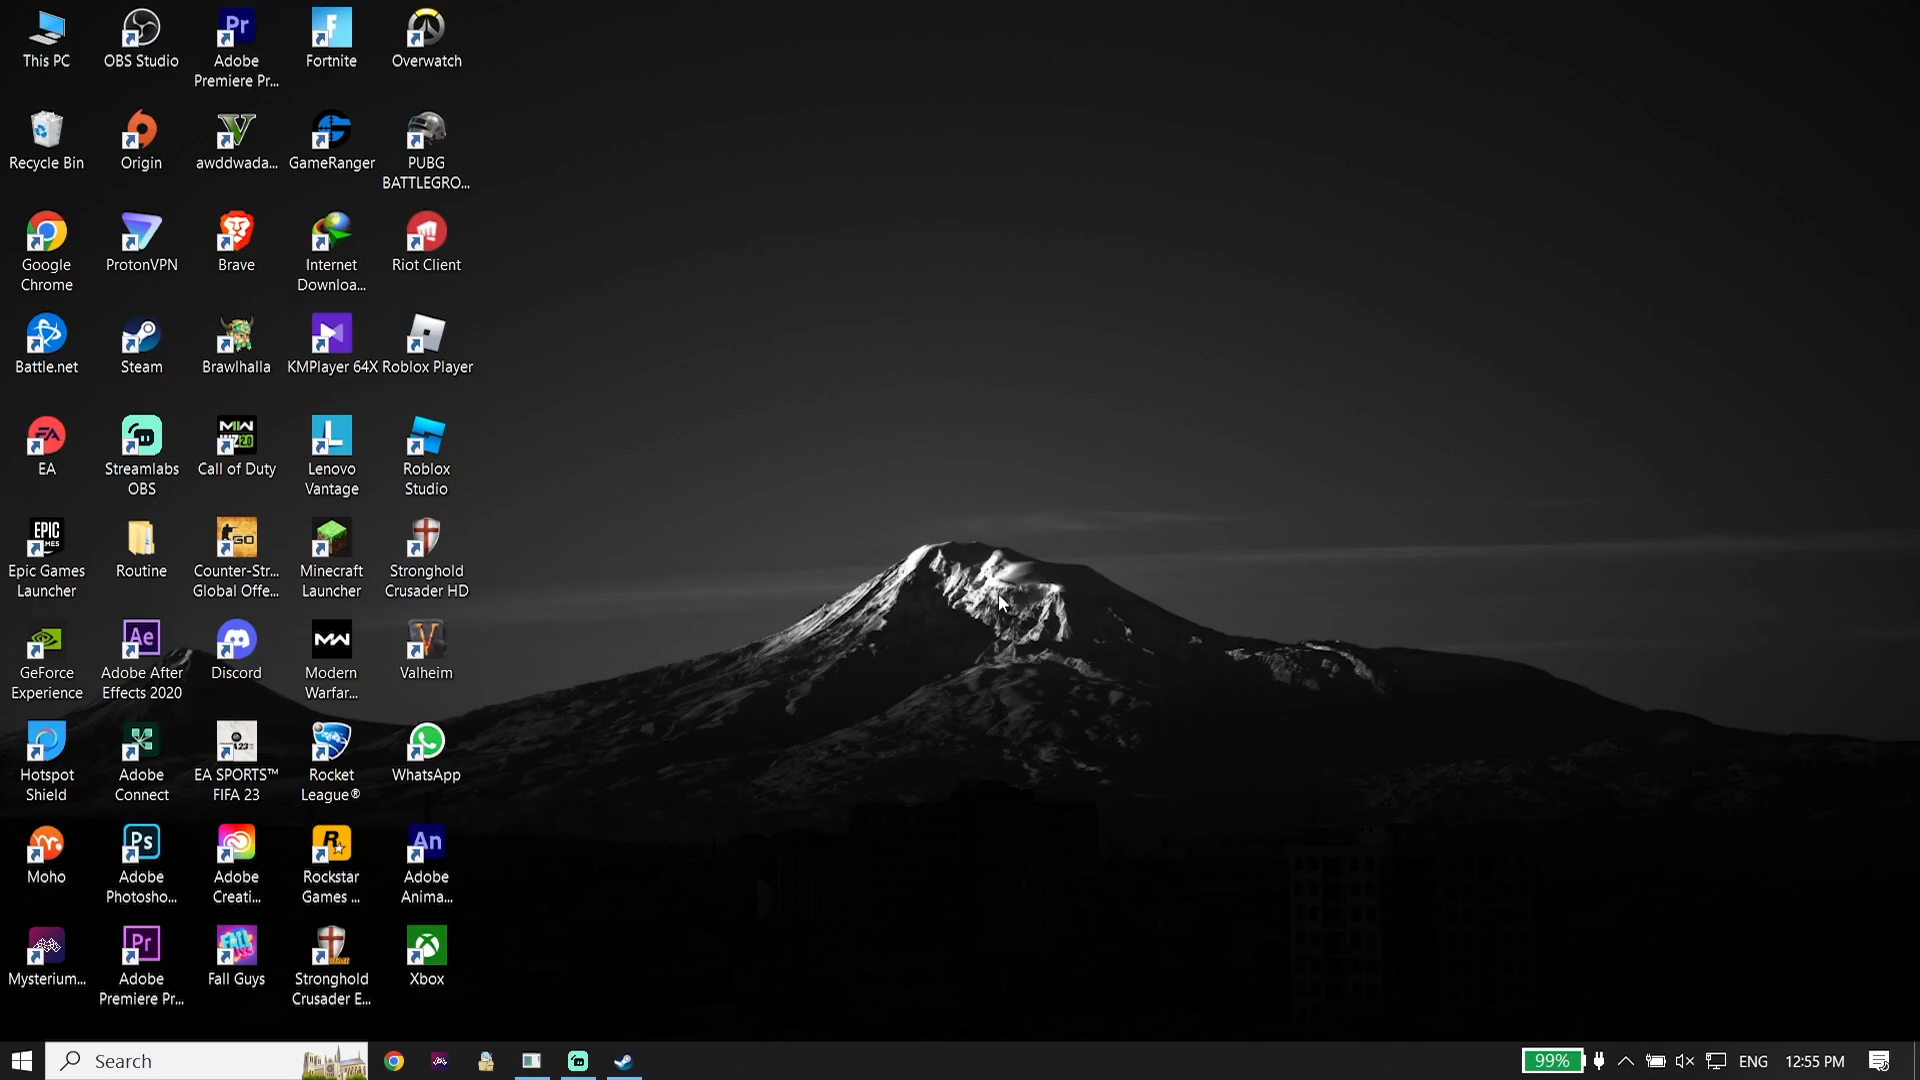 This PC
OBS Studio
Adobe
Premiere Pr...
Fortnite
Overwatch
Recycle Bin
Origin
awddwada...
GameRanger
PUBG
BATTLEGRO...
Google
Chrome
ProtonVPN
Brave
Internet
Downloa...
Riot Client
Battle.net
Steam
Brawlhalla
KMPlayer 64X
Roblox Player
EA
Streamlabs
OBS
Call of Duty
Lenovo
Vantage
Roblox
Studio
Epic Games
Launcher
Routine
Counter-Str...
Global Offe...
Minecraft
Launcher
Stronghold
Crusader HD
GeForce
Experience
Adobe After
Effects 2020
Discord
Modern
Warfar...
Valheim
Hotspot
Shield
Adobe
Connect
EA SPORTS™
FIFA 23
Rocket
League®
WhatsApp
Moho
Adobe
Photosho...
Adobe
Creati...
Rockstar
Games ...
Adobe
Anima...
Mysterium...
Adobe
Premiere Pr...
Fall Guys
Stronghold
Crusader E...
Xbox
Search
99%
ENG
12:55 PM